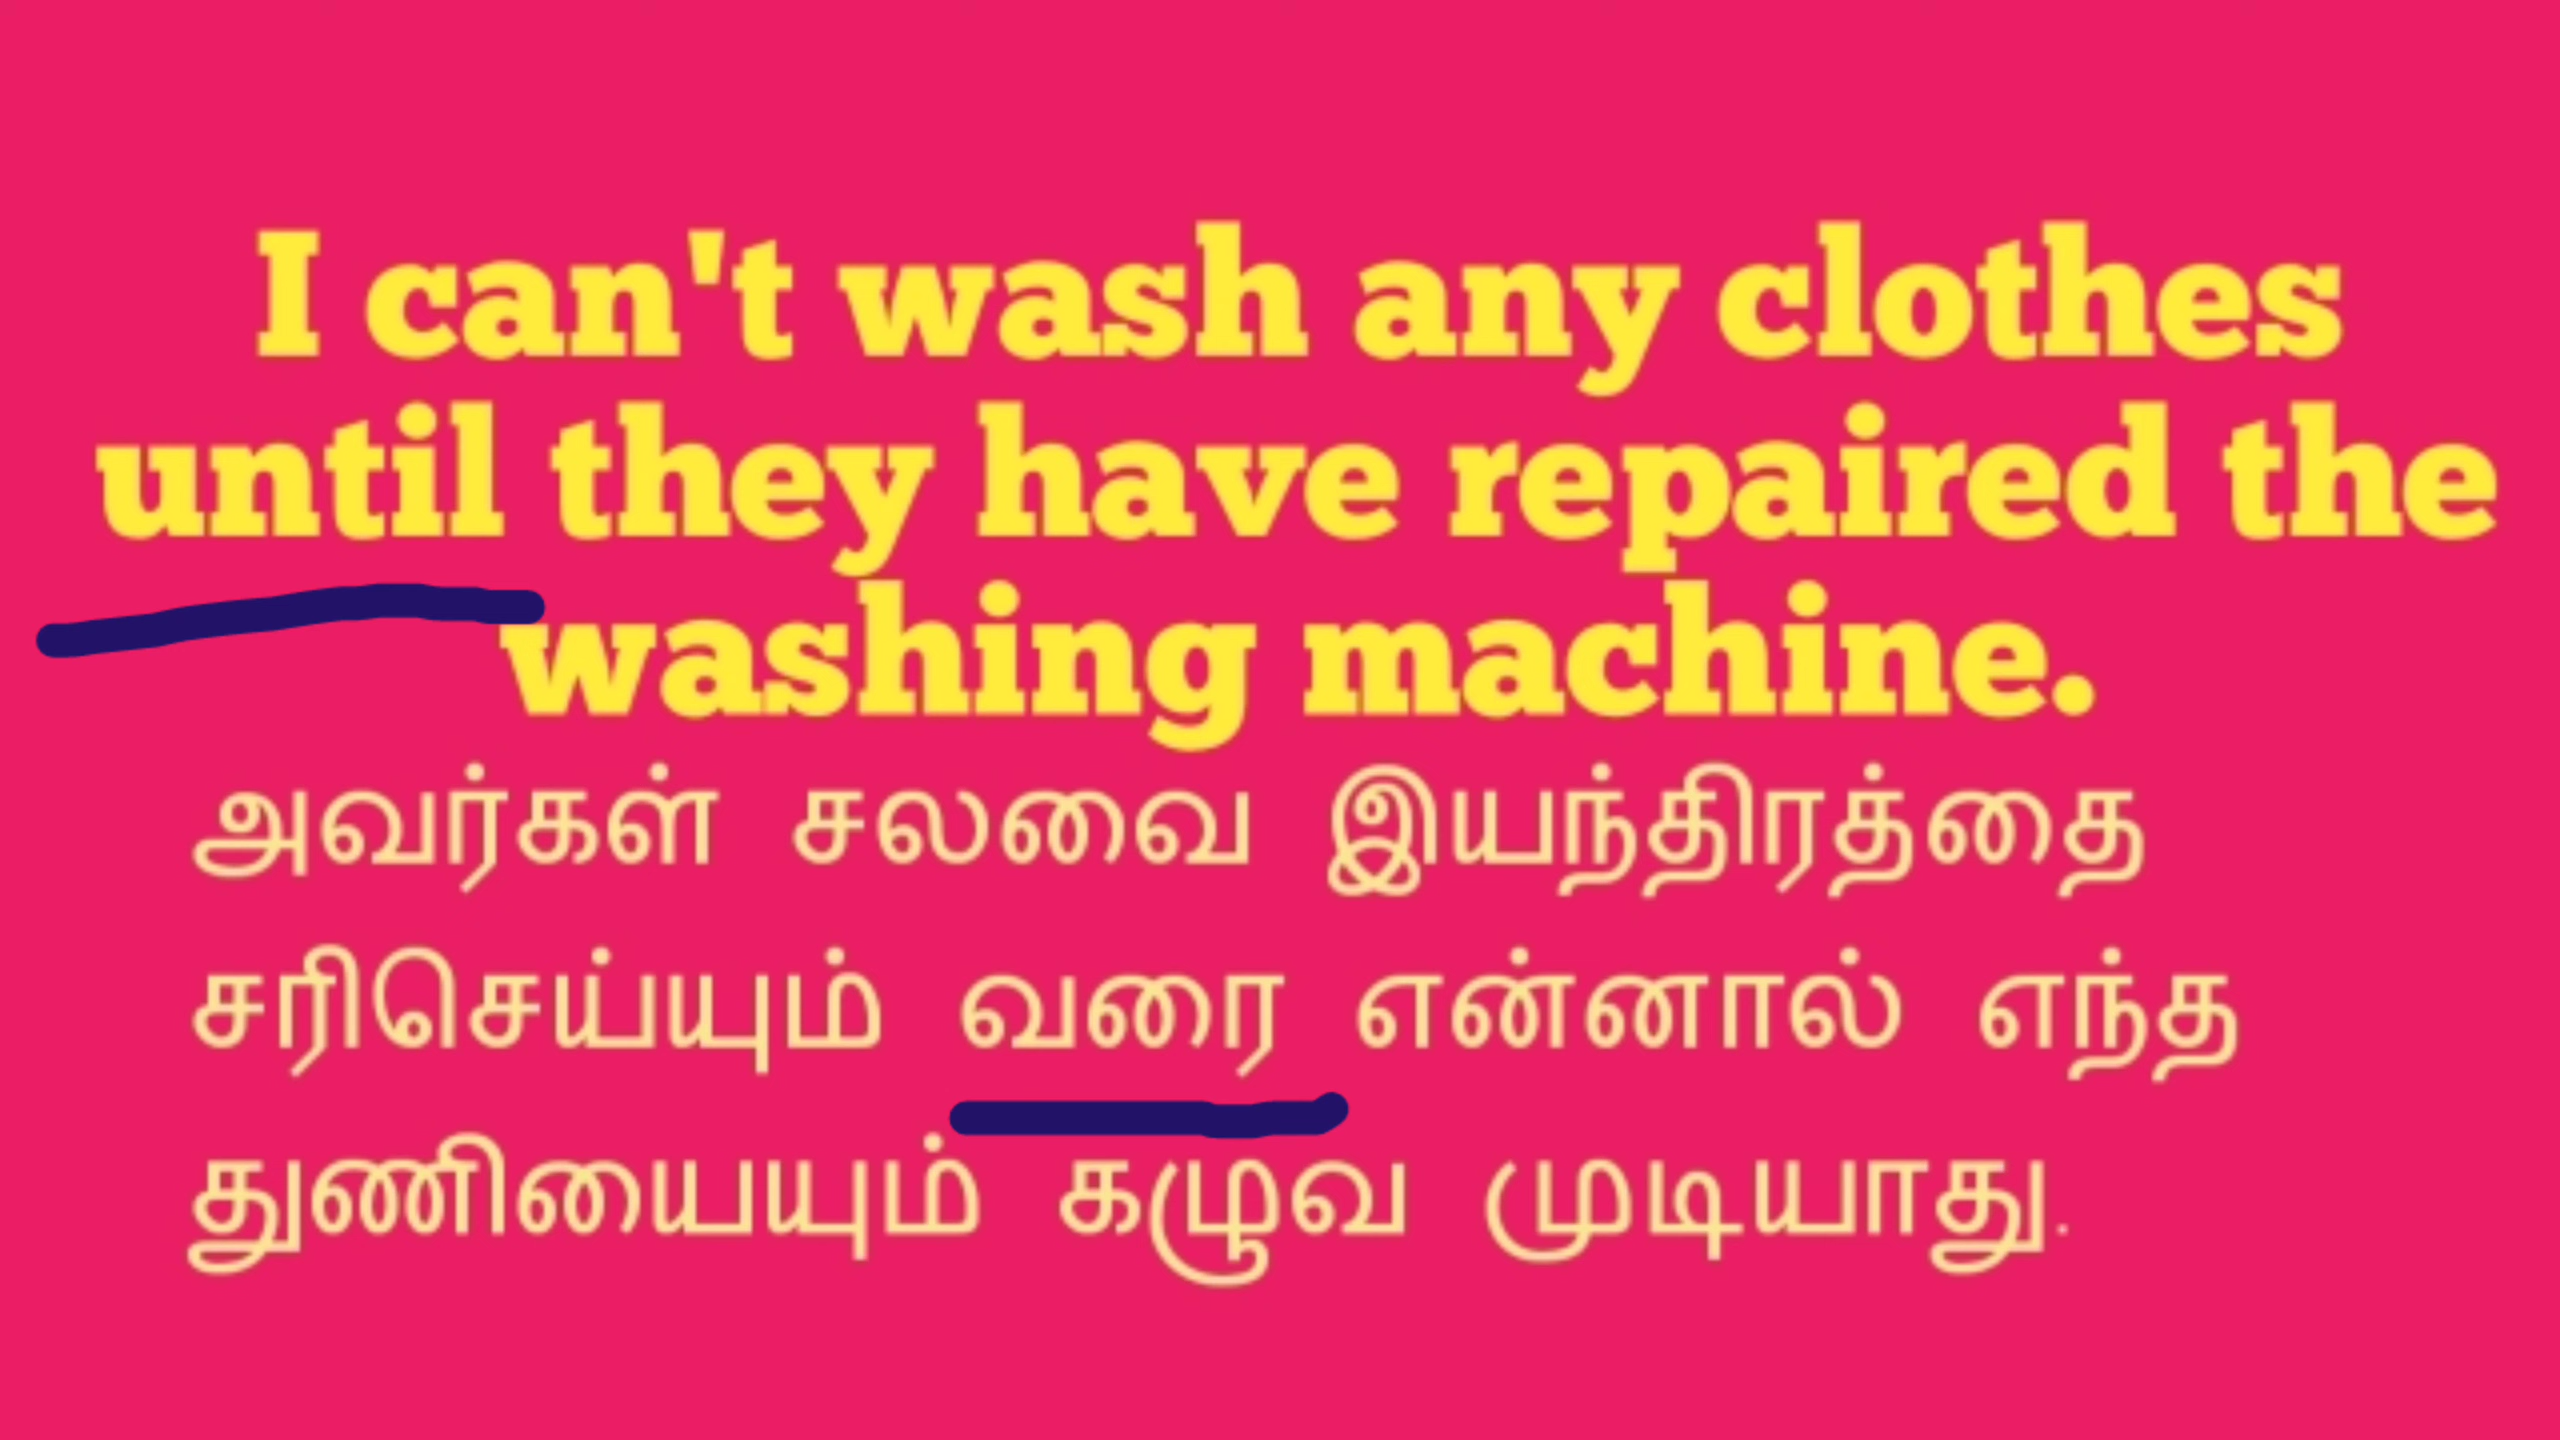 I can't wash any clothes
until they have repaired the
washing machine.
அவர்கள் சலவை இயந்திரத்தை
சரிசெய்யும் வரை என்னால் எந்த
துணியையும் கழுவ முடியாது.